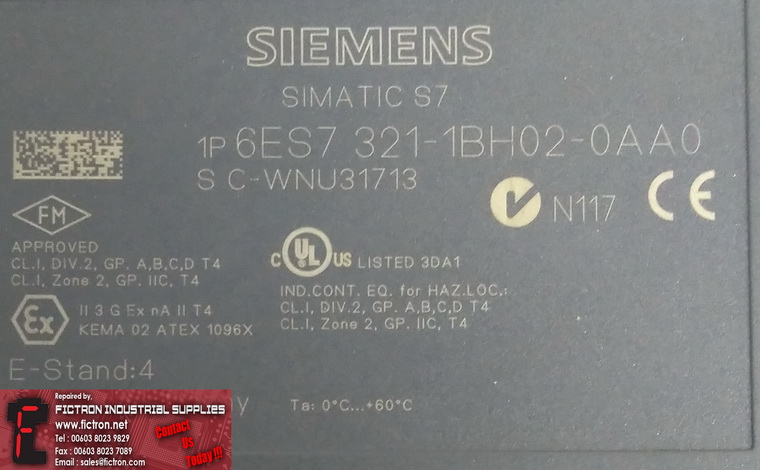 SIEMENS
SIMATIC S7
1P 6ES7 321-1BH02-0AA0
S C-WNU31713
N117 CE
FM
APPROVED
CL.I, DIV.2, GP. A,B,C,D T4
CL.I, Zone 2, GP. IIC, T4
C UL US LISTED 3DA1
IND.CONT. EQ. for HAZ.LOC.:
CL.I, DIV.2, GP. A,B,C,D T4
CL.I, Zone 2, GP. IIC, T4
Ex II 3 G Ex nA II T4
KEMA 02 ATEX 1096X
E-Stand:4
y Ta: 0°C...+60°C
Repaired by,
FICTRON INDUSTRIAL SUPPLIES
www.fictron.net
Tel : 00603 8023 9829
Fax : 00603 8023 7089
Email : sales@fictron.com
Contact
Us
Today!!!